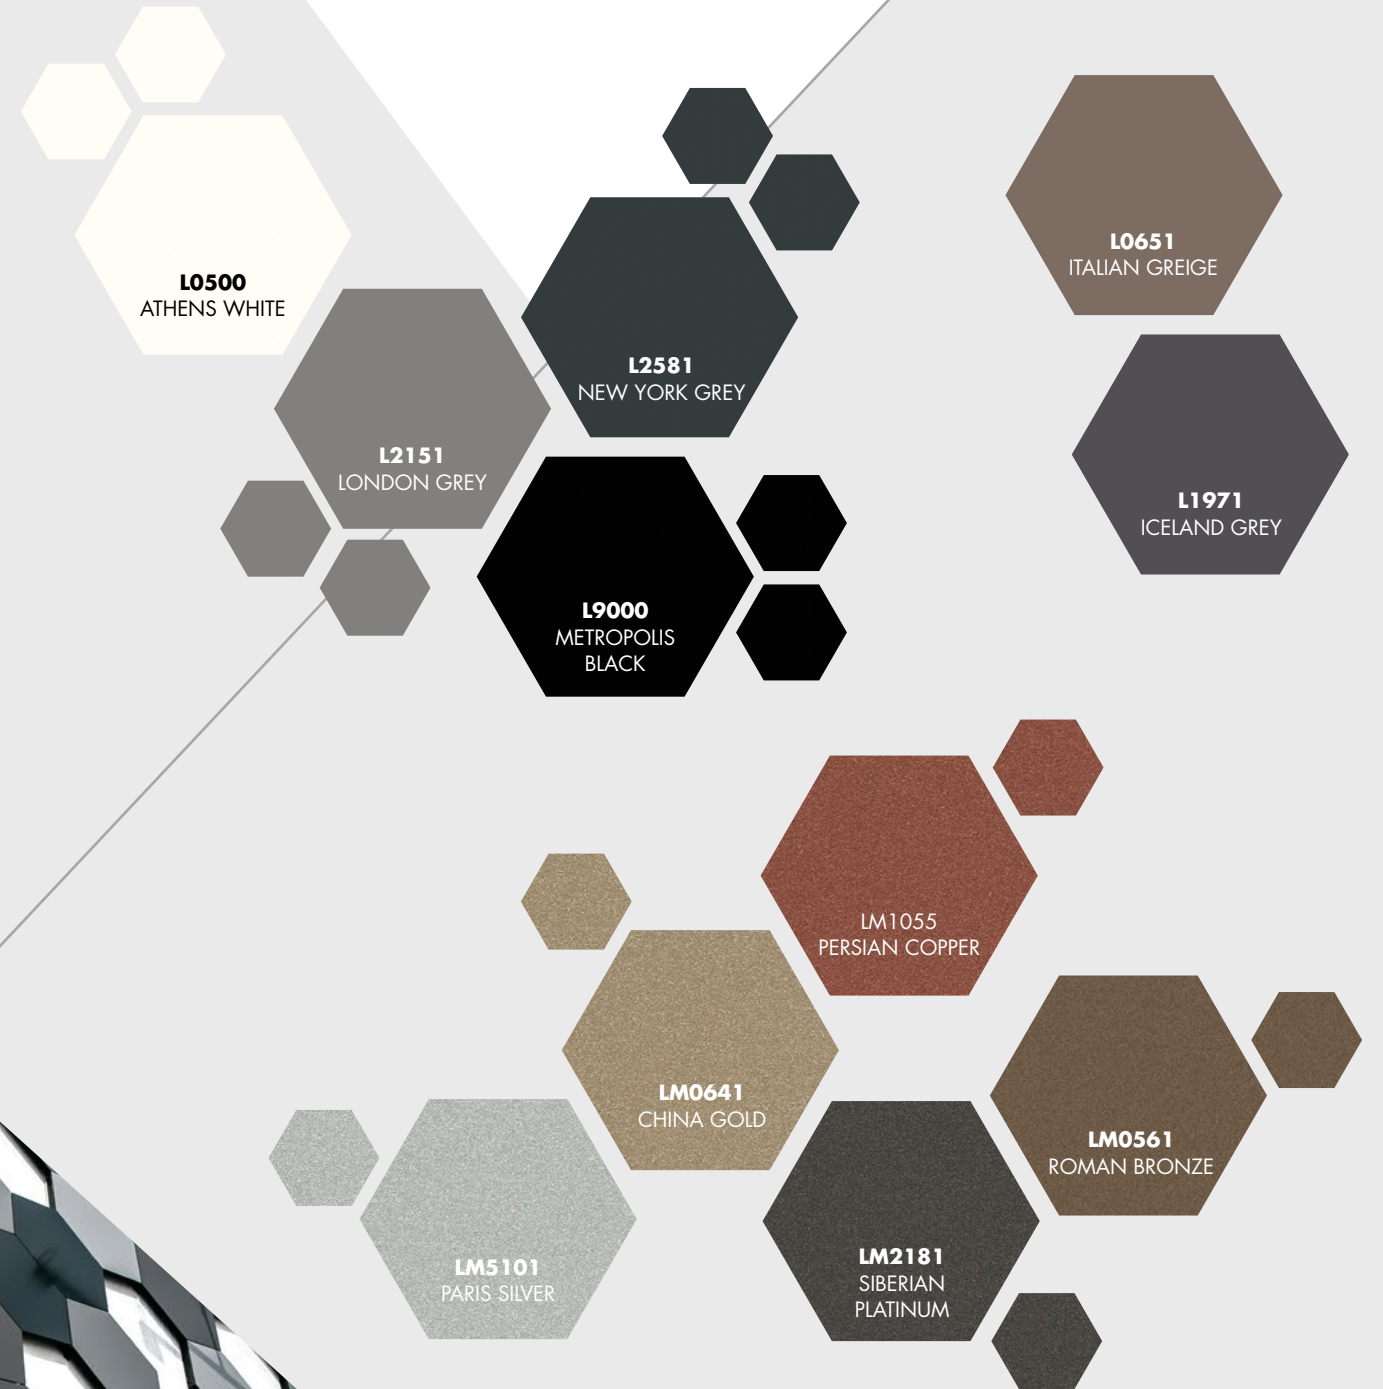 L0500
ATHENS WHITE
L2151
LONDON GREY
L2581
NEW YORK GREY
L9000
METROPOLIS
BLACK
L0651
ITALIAN GREIGE
L1971
ICELAND GREY
LM1055
PERSIAN COPPER
LM0641
CHINA GOLD
LM0561
ROMAN BRONZE
LM5101
PARIS SILVER
LM2181
SIBERIAN
PLATINUM